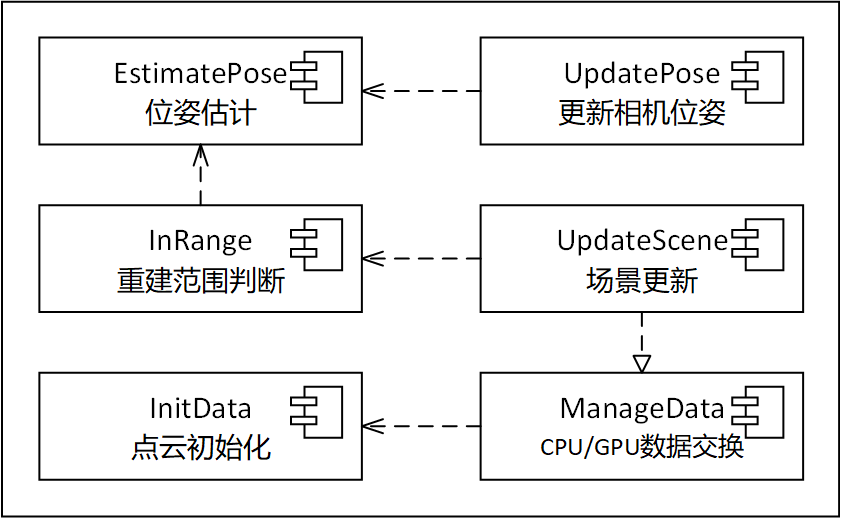 EstimatePose
位姿估计
UpdatePose
更新相机位姿
InRange
重建范围判断
UpdateScene
场景更新
InitData
点云初始化
ManageData
CPU/GPU数据交换